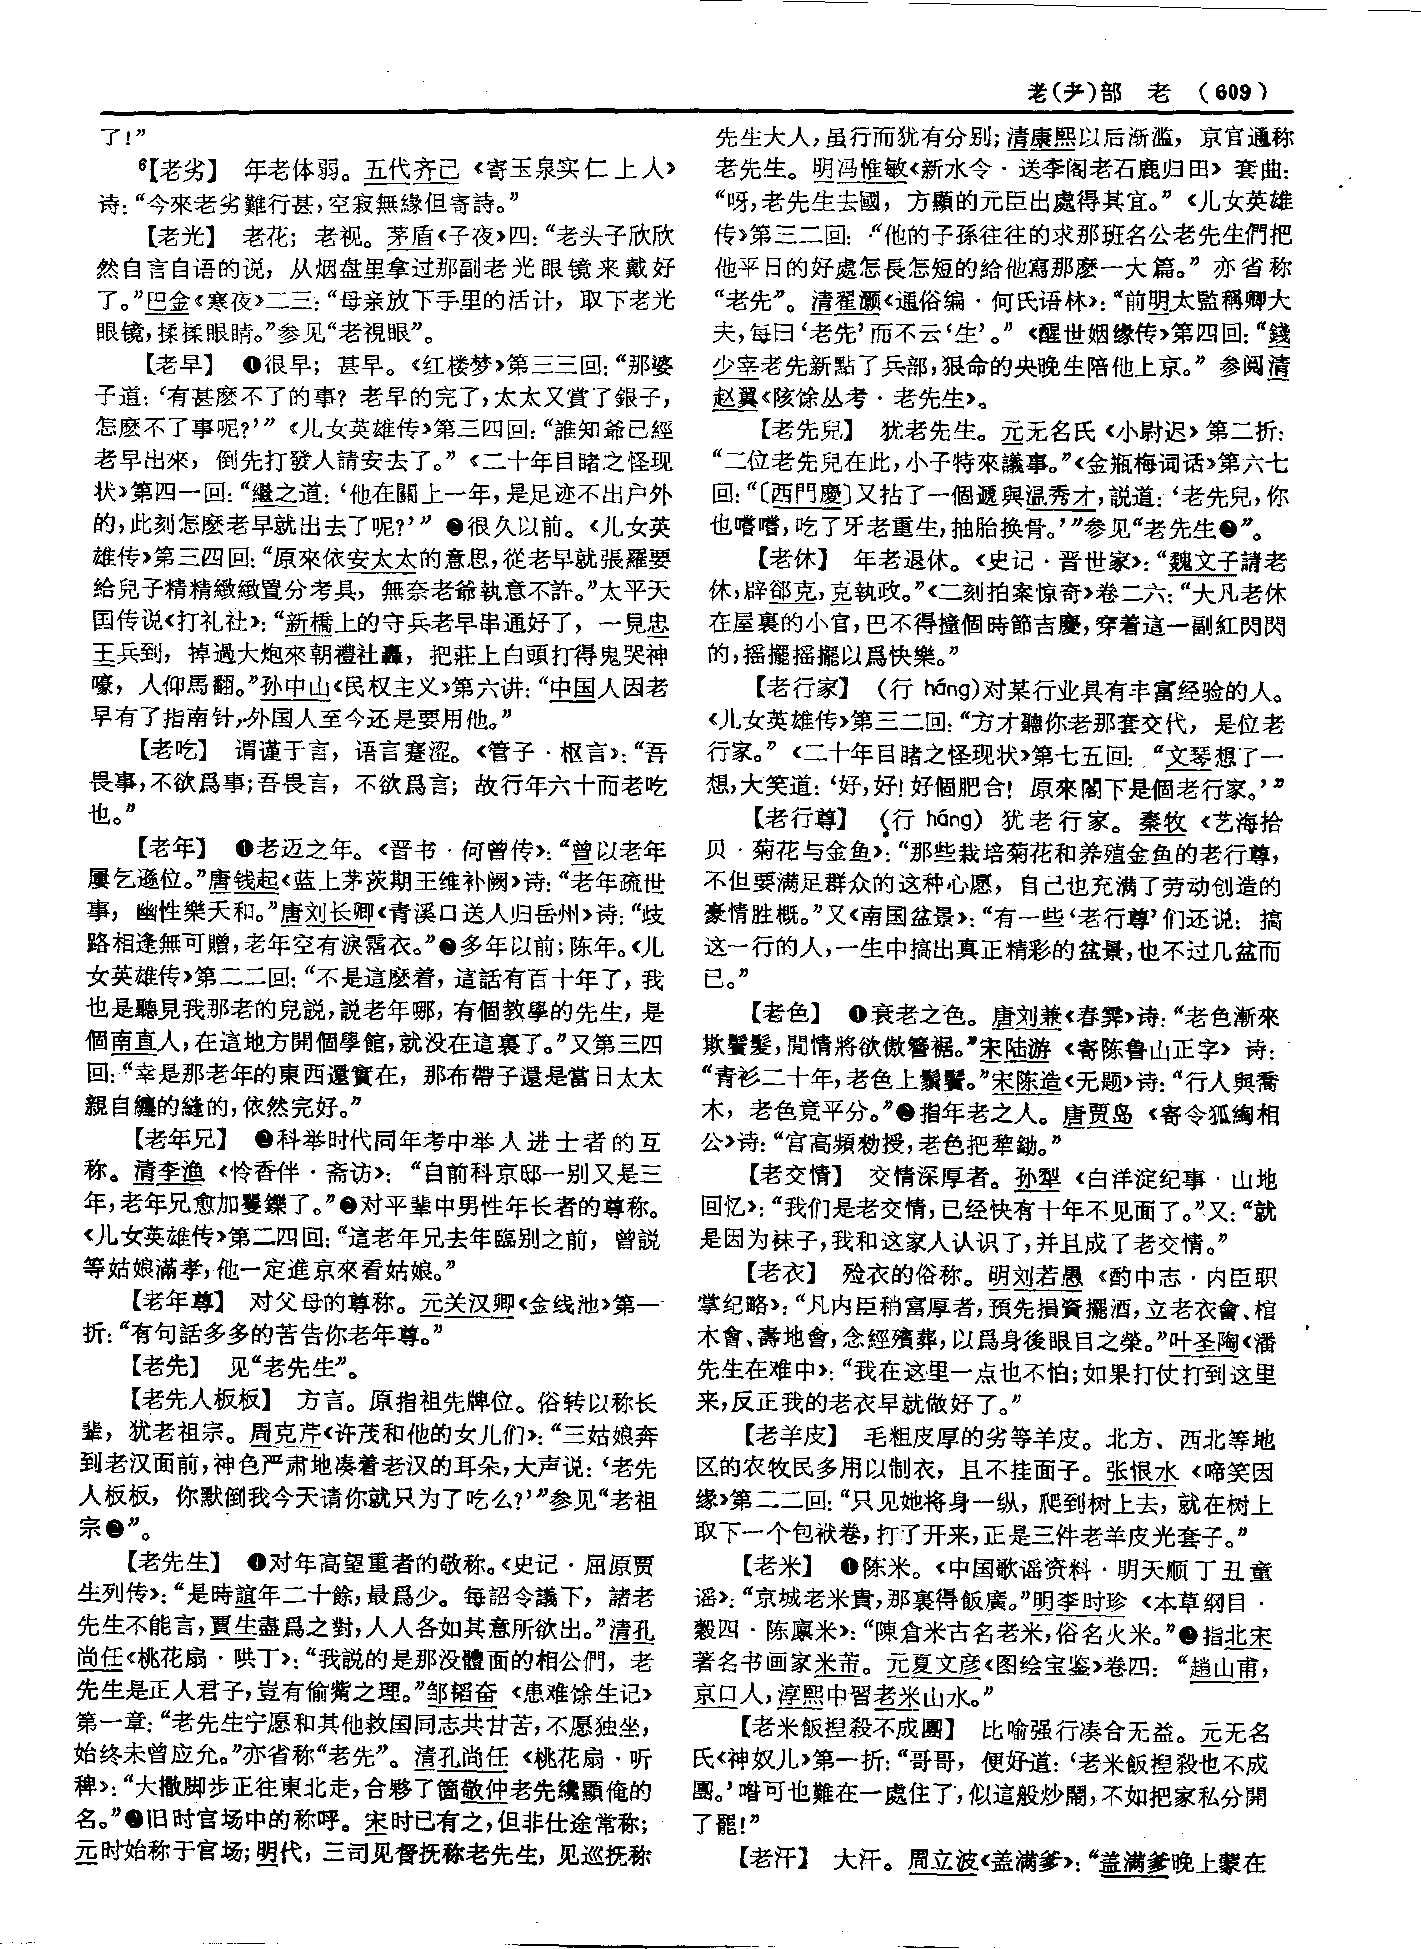 老(耂)部 老 (609)
了!”
⁶【老劣】 年老体弱。五代齐己《寄玉泉实仁上人》
诗:“今來老劣難行甚,空寂無緣但寄詩。”
【老光】 老花;老视。茅盾《子夜》四:“老头子欣欣
然自言自语的说,从烟盘里拿过那副老光眼镜来戴好
了。”巴金《寒夜》二三:“母亲放下手里的活计,取下老光
眼镜,揉揉眼睛。”参见“老視眼”。
【老早】 ❶很早;甚早。《红楼梦》第三三回:“那婆
子道:‘有甚麽不了的事?老早的完了,太太又賞了銀子,
怎麽不了事呢?’”《儿女英雄传》第三四回:“誰知爺已經
老早出來,倒先打發人請安去了。”《二十年目睹之怪现
状》第四一回:“繼之道:‘他在關上一年,是足迹不出户外
的,此刻怎麽老早就出去了呢?’”❷很久以前。《儿女英
雄传》第三四回:“原來依安太太的意思,從老早就張羅要
給兒子精精緻緻置分考具,無奈老爺執意不許。”太平天
国传说《打礼社》:“新橋上的守兵老早串通好了,一見忠
王兵到,掉過大炮來朝禮社轟,把莊上白頭打得鬼哭神
嚎,人仰馬翻。”孙中山《民权主义》第六讲:“中国人因老
早有了指南针,外国人至今还是要用他。”
【老吃】 谓谨于言,语言蹇涩。《管子·枢言》:“吾
畏事,不欲爲事;吾畏言,不欲爲言;故行年六十而老吃
也。”
【老年】 ❶老迈之年。《晋书·何曾传》:“曾以老年
屢乞遜位。”唐钱起《蓝上茅茨期王维补阙》诗:“老年疏世
事,幽性樂天和。”唐刘长卿《青溪口送人归岳州》诗:“歧
路相逢無可贈,老年空有淚霑衣。”❷多年以前;陈年。《儿
女英雄传》第二二回:“不是這麽着,這話有百十年了,我
也是聽見我那老的兒説,説老年哪,有個教學的先生,是
個南直人,在這地方開個學館,就没在這裏了。”又第三四
回:“幸是那老年的東西還實在,那布帶子還是當日太太
親自纏的縫的,依然完好。”
【老年兄】 ❷科举时代同年考中举人进士者的互
称。清李渔《怜香伴·斋访》:“自前科京邸一别又是三
年,老年兄愈加矍鑠了。”❷对平辈中男性年长者的尊称。
《儿女英雄传》第二四回:“這老年兄去年臨别之前,曾説
等姑娘滿孝,他一定進京來看姑娘。”
【老年尊】 对父母的尊称。元关汉卿《金线池》第一
折:“有句話多多的苦告你老年尊。”
【老先】 见“老先生”。
【老先人板板】 方言。原指祖先牌位。俗转以称长
辈,犹老祖宗。周克芹《许茂和他的女儿们》:“三姑娘奔
到老汉面前,神色严肃地凑着老汉的耳朵,大声说:‘老先
人板板,你默倒我今天请你就只为了吃么?’”参见“老祖
宗❷”。
【老先生】 ❶对年高望重者的敬称。《史记·屈原贾
生列传》:“是時誼年二十餘,最爲少。每詔令議下,諸老
先生不能言,賈生盡爲之對,人人各如其意所欲出。”清孔
尚任《桃花扇·哄丁》:“我説的是那没體面的相公們,老
先生是正人君子,豈有偷嘴之理。”邹韬奋《患难馀生记》
第一章:“老先生宁愿和其他救国同志共甘苦,不愿独坐,
始终未曾应允。”亦省称“老先”。清孔尚任《桃花扇·听
稗》:“大撒脚步正往東北走,合夥了箇敬仲老先纔顯俺的
名。”❷旧时官场中的称呼。宋时已有之,但非仕途常称;
元时始称于官场;明代,三司见督抚称老先生,见巡抚称
先生大人,虽行而犹有分别;清康熙以后渐滥,京官通称
老先生。明冯惟敏《新水令·送李阁老石鹿归田》套曲:
“呀,老先生去國,方顯的元臣出處得其宜。”《儿女英雄
传》第三二回:“他的子孫往往的求那班名公老先生們把
他平日的好處怎長怎短的給他寫那麽一大篇。”亦省称
“老先”。清翟灏《通俗编·何氏语林》:“前明太監稱卿大
夫,每曰‘老先’而不云‘生’。”《醒世姻缘传》第四回:“錢
少宰老先新點了兵部,狠命的央晚生陪他上京。”参阅清
赵翼《陔馀丛考·老先生》。
【老先兒】 犹老先生。元无名氏《小尉迟》第二折:
“二位老先兒在此,小子特來議事。”《金瓶梅词话》第六七
回:“〔西門慶〕又拈了一個遞與温秀才,説道:‘老先兒,你
也嚐嚐,吃了牙老重生,抽胎换骨。’”参见“老先生❷”。
【老休】 年老退休。《史记·晋世家》:“魏文子請老
休,辟郤克,克執政。”《二刻拍案惊奇》卷二六:“大凡老休
在屋裏的小官,巴不得撞個時節吉慶,穿着這一副紅閃閃
的,摇擺摇擺以爲快樂。”
【老行家】 (行 háng)对某行业具有丰富经验的人。
《儿女英雄传》第三二回:“方才聽你老那套交代,是位老
行家。”《二十年目睹之怪现状》第七五回:“文琴想了一
想,大笑道:‘好,好!好個肥合!原來閣下是個老行家。’”
【老行尊】 (行 háng) 犹老行家。秦牧《艺海拾
贝·菊花与金鱼》:“那些栽培菊花和养殖金鱼的老行尊,
不但要满足群众的这种心愿,自己也充满了劳动创造的
豪情胜概。”又《南国盆景》:“有一些‘老行尊’们还说:搞
这一行的人,一生中搞出真正精彩的盆景,也不过几盆而
已。”
【老色】 ❶衰老之色。唐刘兼《春霁》诗:“老色漸來
欺鬢髮,閒情將欲傲簪裾。”宋陆游《寄陈鲁山正字》诗:
“青衫二十年,老色上鬚鬢。”宋陈造《无题》诗:“行人與喬
木,老色竟平分。”❷指年老之人。唐贾岛《寄令狐绹相
公》诗:“官高頻敕授,老色把犂鋤。”
【老交情】 交情深厚者。孙犁《白洋淀纪事·山地
回忆》:“我们是老交情,已经快有十年不见面了。”又:“就
是因为袜子,我和这家人认识了,并且成了老交情。”
【老衣】 殓衣的俗称。明刘若愚《酌中志·内臣职
掌纪略》:“凡内臣稍富厚者,預先捐資擺酒,立老衣會、棺
木會、壽地會,念經殯葬,以爲身後眼目之榮。”叶圣陶《潘
先生在难中》:“我在这里一点也不怕;如果打仗打到这里
来,反正我的老衣早就做好了。”
【老羊皮】 毛粗皮厚的劣等羊皮。北方、西北等地
区的农牧民多用以制衣,且不挂面子。张恨水《啼笑因
缘》第二二回:“只见她将身一纵,爬到树上去,就在树上
取下一个包袱卷,打了开来,正是三件老羊皮光套子。”
【老米】 ❶陈米。《中国歌谣资料·明天顺丁丑童
谣》:“京城老米貴,那裏得飯廣。”明李时珍《本草纲目·
榖四·陈廪米》:“陳倉米古名老米,俗名火米。”❷指北宋
著名书画家米芾。元夏文彦《图绘宝鉴》卷四:“趙山甫,
京口人,淳熙中習老米山水。”
【老米飯揑殺不成團】 比喻强行凑合无益。元无名
氏《神奴儿》第一折:“哥哥,便好道:‘老米飯揑殺也不成
團。’喒可也難在一處住了,似這般炒鬧,不如把家私分開
了罷!”
【老汗】 大汗。周立波《盖满爹》:“盖满爹晚上蒙在